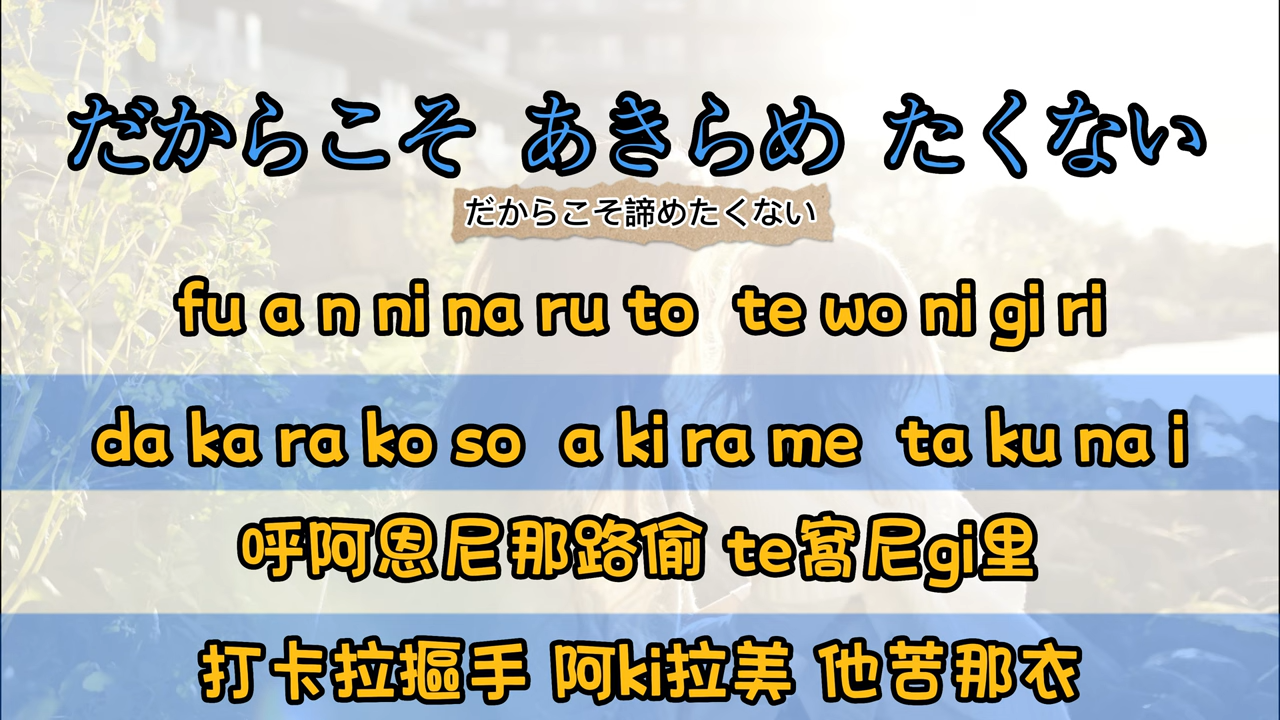 だからこそ あきらめ たくない
だからこそ諦めたくない
fu a n ni na ru to te wo ni gi ri
da ka ra ko so a ki ra me ta ku na i
呼阿恩尼那路偷 te窩尼gi里
打卡拉摳手 阿ki拉美 他苦那衣